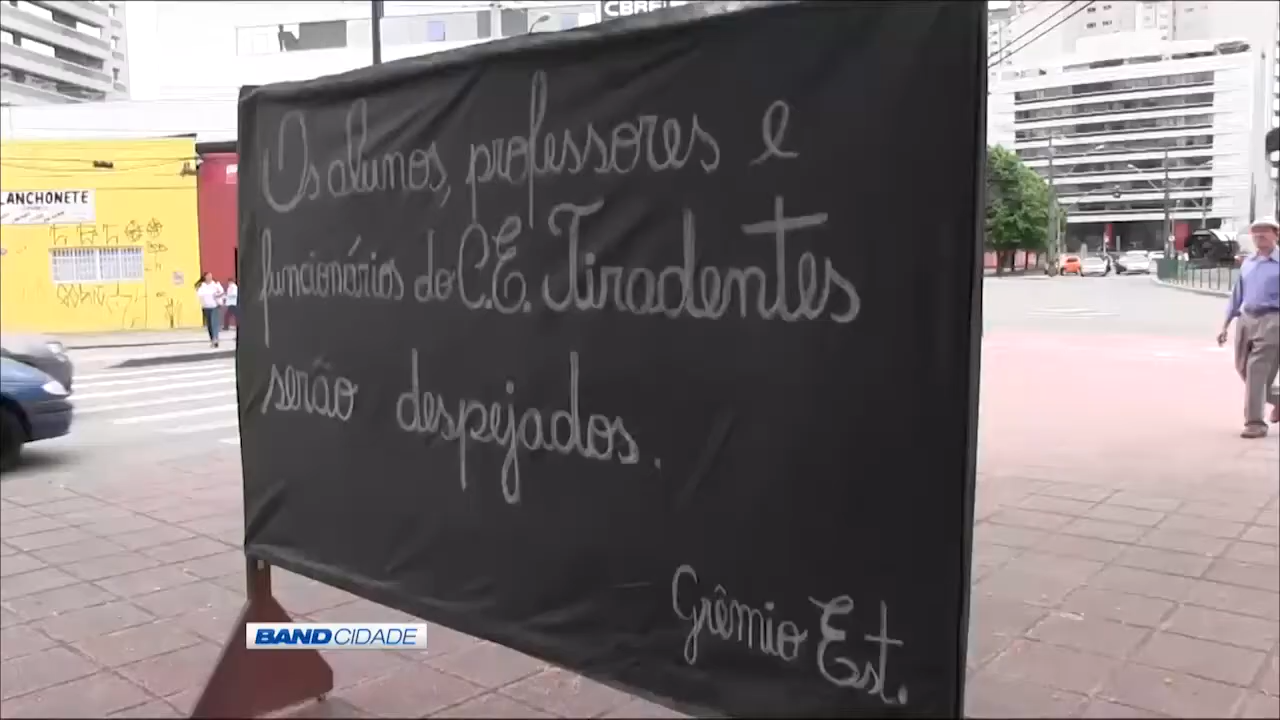 CBRE
LANCHONETE
Os alunos, professores e
funcionários do C.E. Tiradentes
serão despejados.
Grêmio Est.
BAND CIDADE